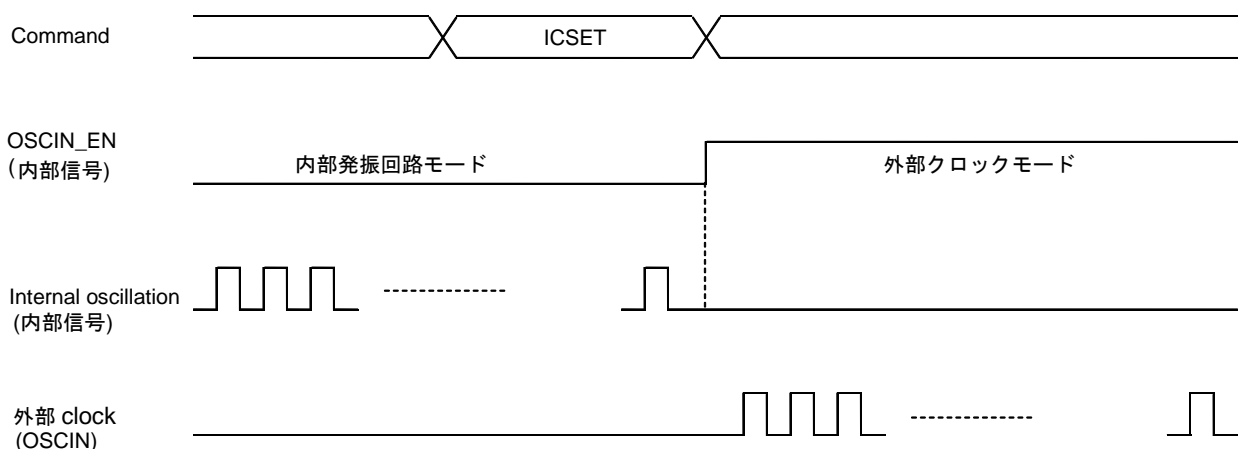 Command
ICSET
OSCIN_EN
(内部信号)
内部発振回路モード
外部クロックモード
Internal oscillation
(内部信号)
外部 clock
(OSCIN)